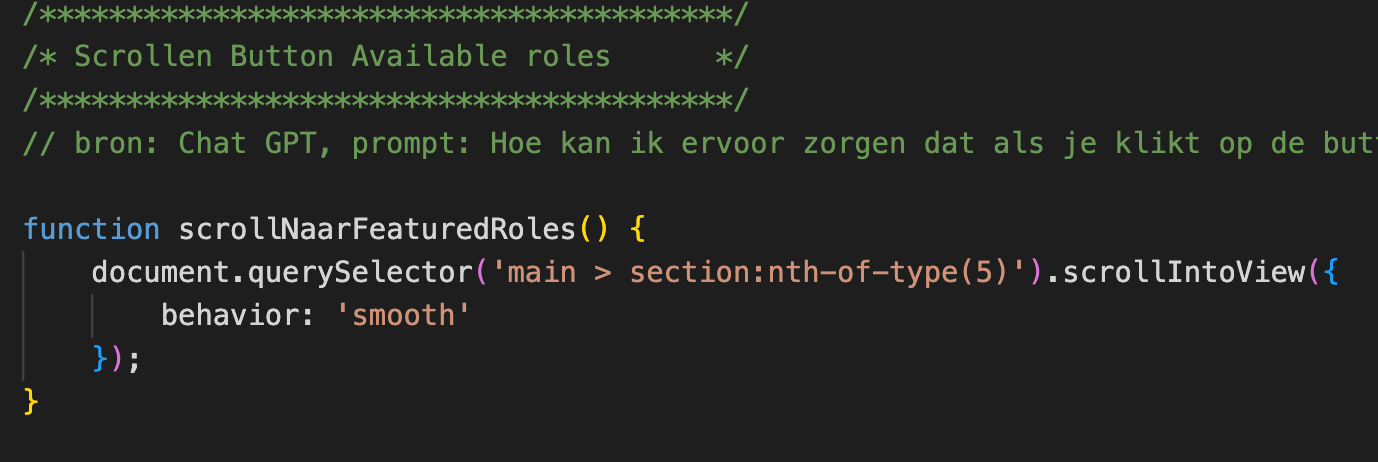 /****************************************/
/* Scrollen Button Available roles      */
/****************************************/
// bron: Chat GPT, prompt: Hoe kan ik ervoor zorgen dat als je klikt op de but
function scrollNaarFeaturedRoles() {
    document.querySelector('main > section:nth-of-type(5)').scrollIntoView({
        behavior: 'smooth'
    });
}